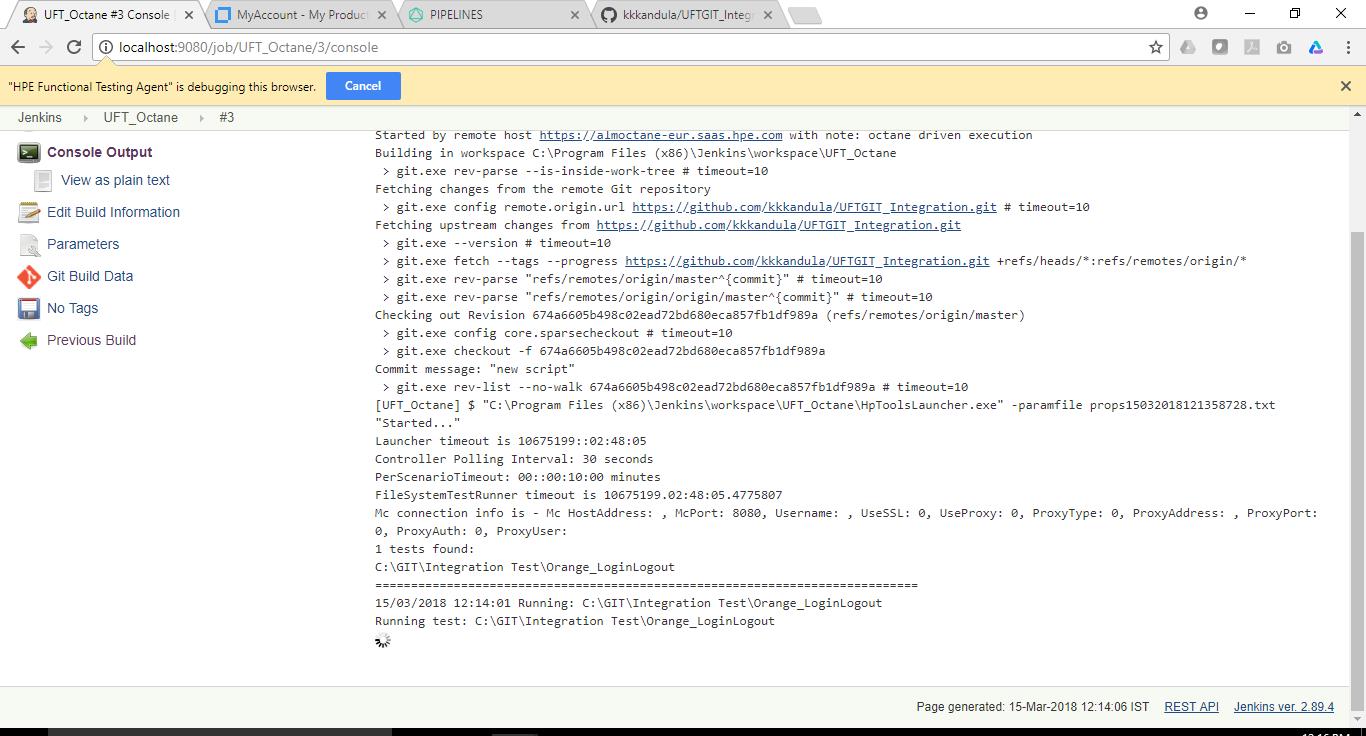 UFT_Octane #3 Console
MyAccount - My Product
PIPELINES
kkkandula/UFTGIT_Integr
localhost:9080/job/UFT_Octane/3/console
"HPE Functional Testing Agent" is debugging this browser.
Cancel
Jenkins
UFT_Octane
#3
Console Output
View as plain text
Edit Build Information
Parameters
Git Build Data
No Tags
Previous Build
Started by remote host https://almoctane-eur.saas.hpe.com with note: octane driven execution
Building in workspace C:\Program Files (x86)\Jenkins\workspace\UFT_Octane
> git.exe rev-parse --is-inside-work-tree # timeout=10
Fetching changes from the remote Git repository
> git.exe config remote.origin.url https://github.com/kkkandula/UFTGIT_Integration.git # timeout=10
Fetching upstream changes from https://github.com/kkkandula/UFTGIT_Integration.git
> git.exe --version # timeout=10
> git.exe fetch --tags --progress https://github.com/kkkandula/UFTGIT_Integration.git +refs/heads/*:refs/remotes/origin/*
> git.exe rev-parse "refs/remotes/origin/master^{commit}" # timeout=10
> git.exe rev-parse "refs/remotes/origin/origin/master^{commit}" # timeout=10
Checking out Revision 674a6605b498c02ead72bd680eca857fb1df989a (refs/remotes/origin/master)
> git.exe config core.sparsecheckout # timeout=10
> git.exe checkout -f 674a6605b498c02ead72bd680eca857fb1df989a
Commit message: "new script"
> git.exe rev-list --no-walk 674a6605b498c02ead72bd680eca857fb1df989a # timeout=10
[UFT_Octane] $ "C:\Program Files (x86)\Jenkins\workspace\UFT_Octane\HpToolsLauncher.exe" -paramfile props15032018121358728.txt
"Started..."
Launcher timeout is 10675199::02:48:05
Controller Polling Interval: 30 seconds
PerScenarioTimeout: 00::00:10:00 minutes
FileSystemTestRunner timeout is 10675199.02:48:05.4775807
Mc connection info is - Mc HostAddress: , McPort: 8080, Username: , UseSSL: 0, UseProxy: 0, ProxyType: 0, ProxyAddress: , ProxyPort:
0, ProxyAuth: 0, ProxyUser:
1 tests found:
C:\GIT\Integration Test\Orange_LoginLogout
============================================================================
15/03/2018 12:14:01 Running: C:\GIT\Integration Test\Orange_LoginLogout
Running test: C:\GIT\Integration Test\Orange_LoginLogout
Page generated: 15-Mar-2018 12:14:06 IST
REST API
Jenkins ver. 2.89.4